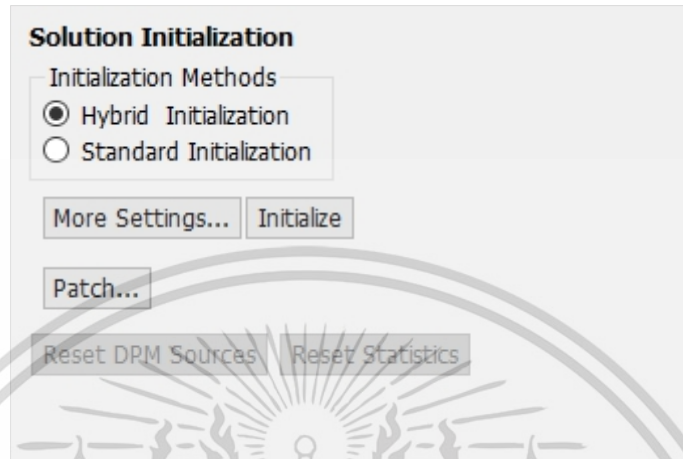 Solution Initialization
Initialization Methods
Hybrid Initialization
Standard Initialization
More Settings... Initialize
Patch...
Reset DPM Sources Reset Statistics